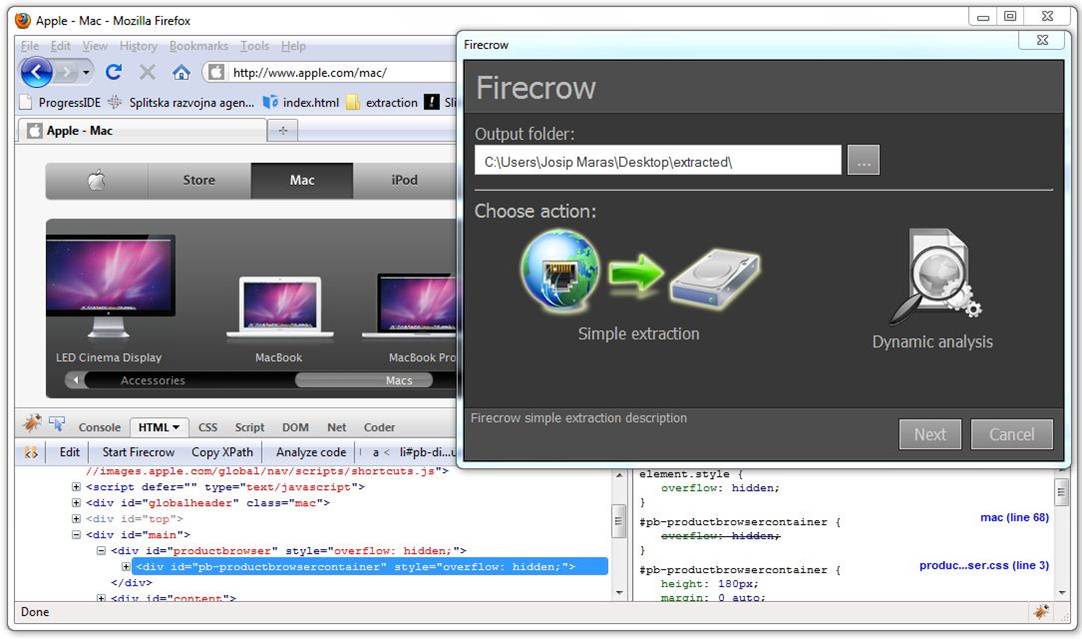 Apple - Mac - Mozilla Firefox
File Edit View History Bookmarks Tools Help
http://www.apple.com/mac/
ProgressIDE Splitska razvojna agen... index.html extraction
Apple - Mac
Store Mac iPod
LED Cinema Display MacBook MacBook Pro
Accessories Macs
Firecrow
Firecrow
Output folder:
C:\Users\Josip Maras\Desktop\extracted\
...
Choose action:
Simple extraction
Dynamic analysis
Firecrow simple extraction description
Next Cancel
Console HTML CSS Script DOM Net Coder
Edit Start Firecrow Copy XPath Analyze code a < li#pb-di...
//images.apple.com/global/nav/scripts/shortcuts.js">
<script defer="" type="text/javascript">
<div id="globalheader" class="mac">
<div id="top">
<div id="main">
<div id="productbrowser" style="overflow: hidden;">
<div id="pb-productbrowsercontainer" style="overflow: hidden;">
</div>
<div id="content">
element.style {
overflow: hidden;
}
#pb-productbrowsercontainer { mac (line 68)
overflow: hidden;
}
#pb-productbrowsercontainer { produc...ser.css (line 3)
height: 180px;
margin: 0 auto;
Done